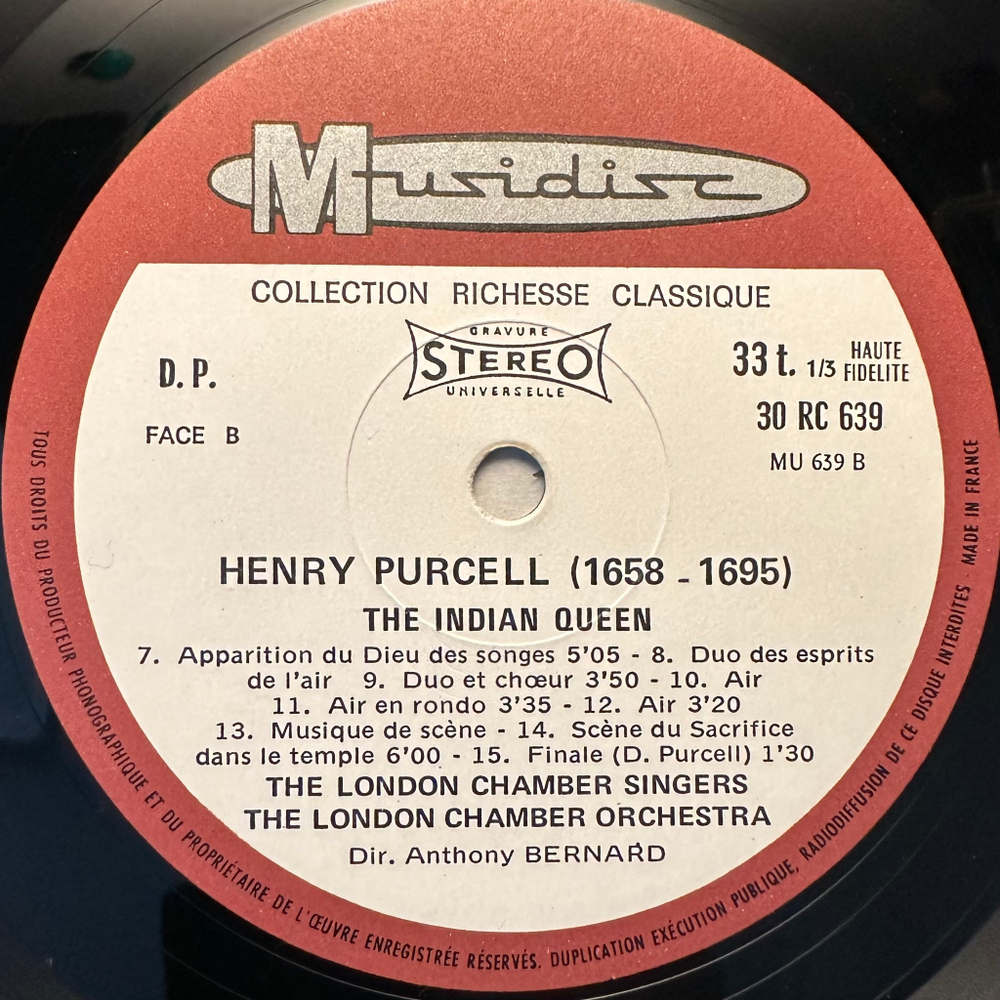 Musidisc
COLLECTION RICHESSE CLASSIQUE
GRAVURE
STEREO
UNIVERSELLE
D. P.
FACE B
33 t. 1/3 HAUTE FIDELITE
30 RC 639
MU 639 B
HENRY PURCELL (1658 - 1695)
THE INDIAN QUEEN
7. Apparition du Dieu des songes 5'05 - 8. Duo des esprits
de l'air 9. Duo et chœur 3'50 - 10. Air
11. Air en rondo 3'35 - 12. Air 3'20
13. Musique de scène - 14. Scène du Sacrifice
dans le temple 6'00 - 15. Finale (D. Purcell) 1'30
THE LONDON CHAMBER SINGERS
THE LONDON CHAMBER ORCHESTRA
Dir. Anthony BERNARD
TOUS DROITS DU PRODUCTEUR PHONOGRAPHIQUE ET DU PROPRIÉTAIRE DE L'ŒUVRE ENREGISTRÉE RÉSERVÉS. DUPLICATION EXÉCUTION PUBLIQUE, RADIODIFFUSION DE CE DISQUE INTERDITES · MADE IN FRANCE